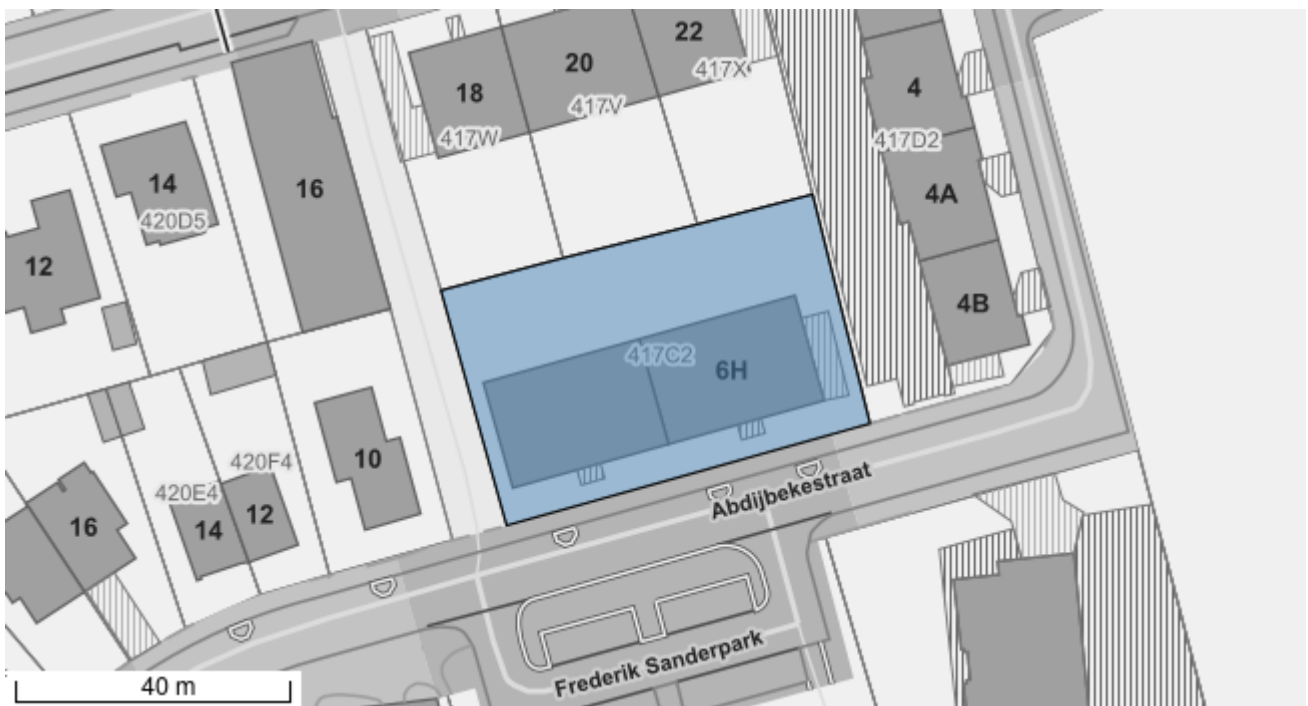 22
20
417X
18
417V
4
417W
417D2
14
16
4A
420D5
12
4B
417C2
6H
10
420F4
420E4
Abdijbekestraat
16
14
12
Frederik Sanderpark
40 m